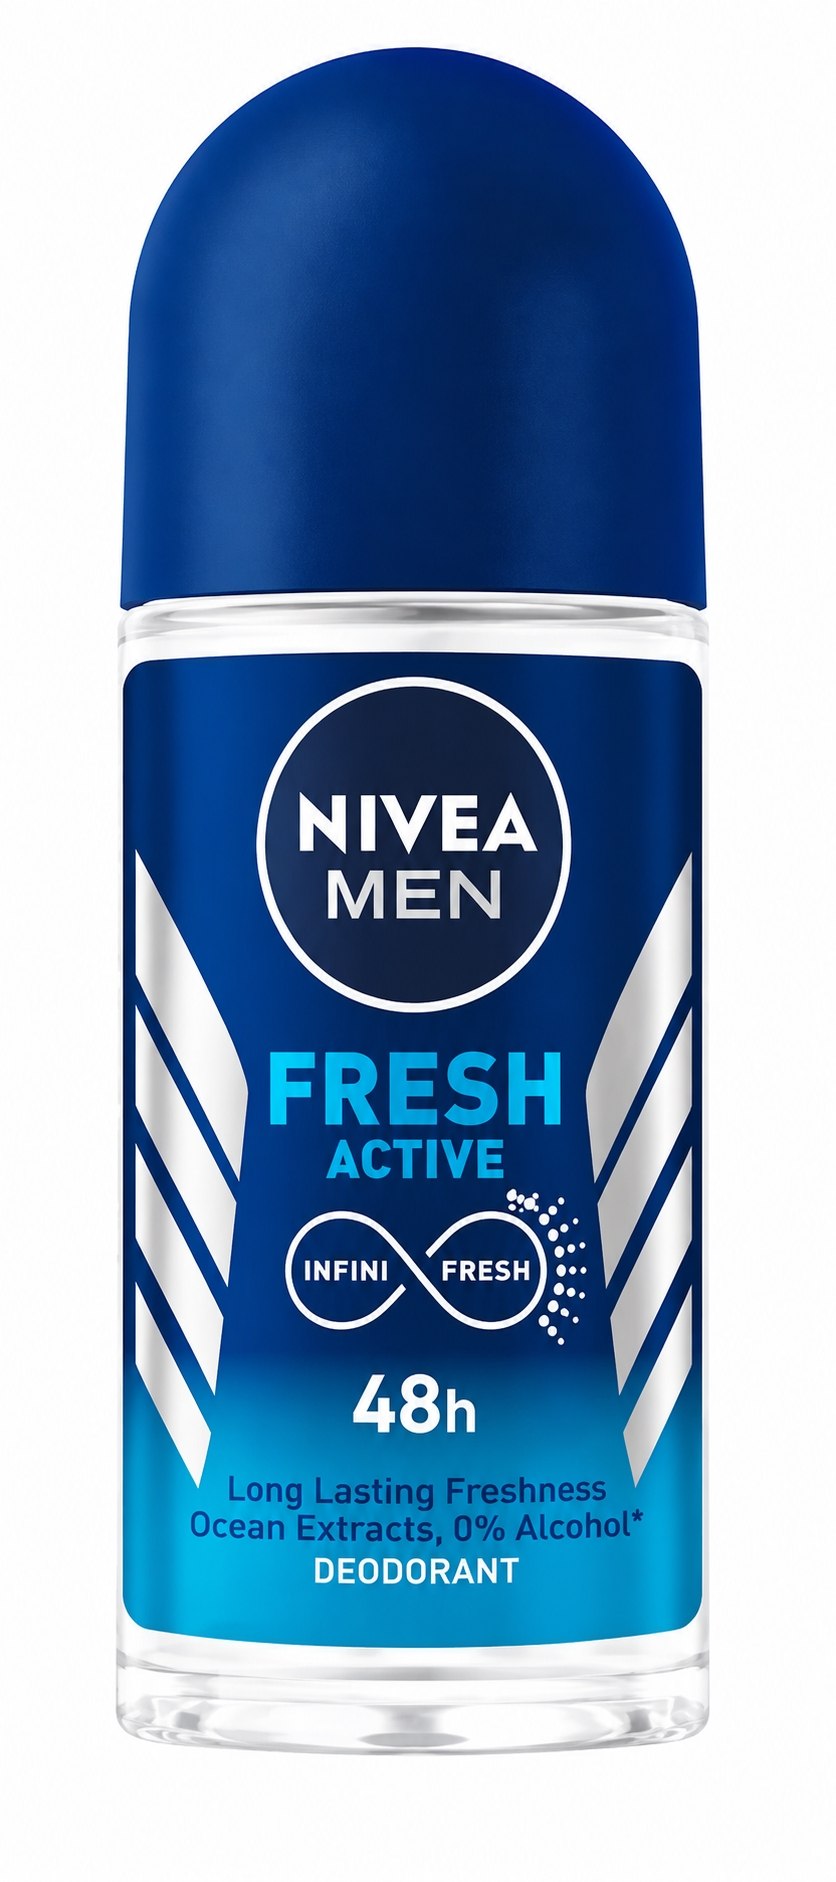 NIVEA
MEN
FRESH
ACTIVE
INFINI FRESH
48h
Long Lasting Freshness
Ocean Extracts, 0% Alcohol*
DEODORANT